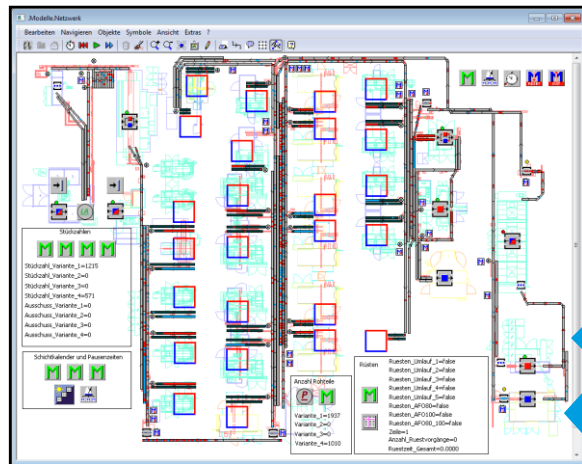 .Modelle.Netzwerk
Bearbeiten Navigieren Objekte Symbole Ansicht Extras ?
Stückzahlen
Stückzahl_Variante_1=1215
Stückzahl_Variante_2=0
Stückzahl_Variante_3=0
Stückzahl_Variante_4=571
Ausschuss_Variante_1=0
Ausschuss_Variante_2=0
Ausschuss_Variante_3=0
Ausschuss_Variante_4=0
Schichtkalender und Pausenzeiten
Anzahl Rohteile
Variante_1=1937
Variante_2=0
Variante_3=0
Variante_4=1010
Rüsten
Ruesten_Umlauf_1=false
Ruesten_Umlauf_2=false
Ruesten_Umlauf_3=false
Ruesten_Umlauf_4=false
Ruesten_Umlauf_5=false
Ruesten_AFO80=false
Ruesten_AFO100=false
Ruesten_AFO80_100=false
Zeile=1
Anzahl_Ruestvorgänge=0
Ruestzeit_Gesamt=0.0000